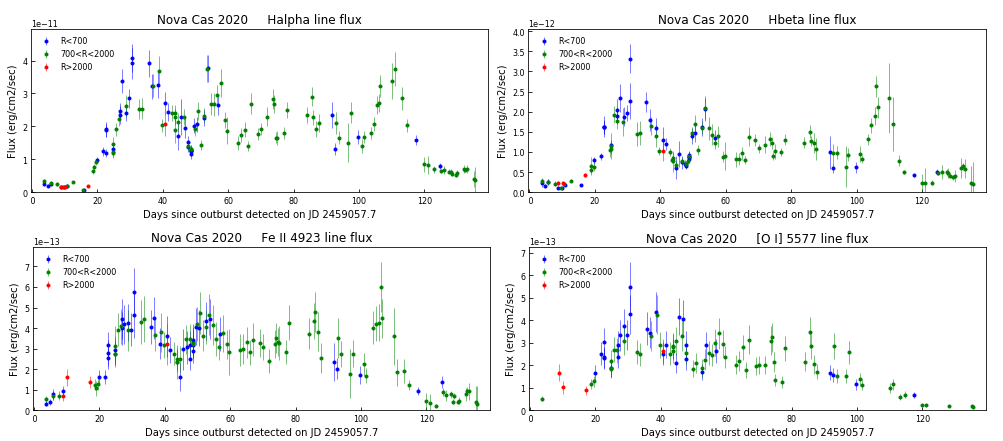 Nova Cas 2020 Halpha line flux
1e−11
R<700
700<R<2000
R>2000
Flux (erg/cm2/sec)
4
3
2
1
0
0 20 40 60 80 100 120
Days since outburst detected on JD 2459057.7
Nova Cas 2020 Hbeta line flux
1e−12
R<700
700<R<2000
R>2000
Flux (erg/cm2/sec)
4.0
3.5
3.0
2.5
2.0
1.5
1.0
0.5
0.0
0 20 40 60 80 100 120
Days since outburst detected on JD 2459057.7
Nova Cas 2020 Fe II 4923 line flux
1e−13
R<700
700<R<2000
R>2000
Flux (erg/cm2/sec)
7
6
5
4
3
2
1
0
0 20 40 60 80 100 120
Days since outburst detected on JD 2459057.7
Nova Cas 2020 [O I] 5577 line flux
1e−13
R<700
700<R<2000
R>2000
Flux (erg/cm2/sec)
7
6
5
4
3
2
1
0
0 20 40 60 80 100 120
Days since outburst detected on JD 2459057.7